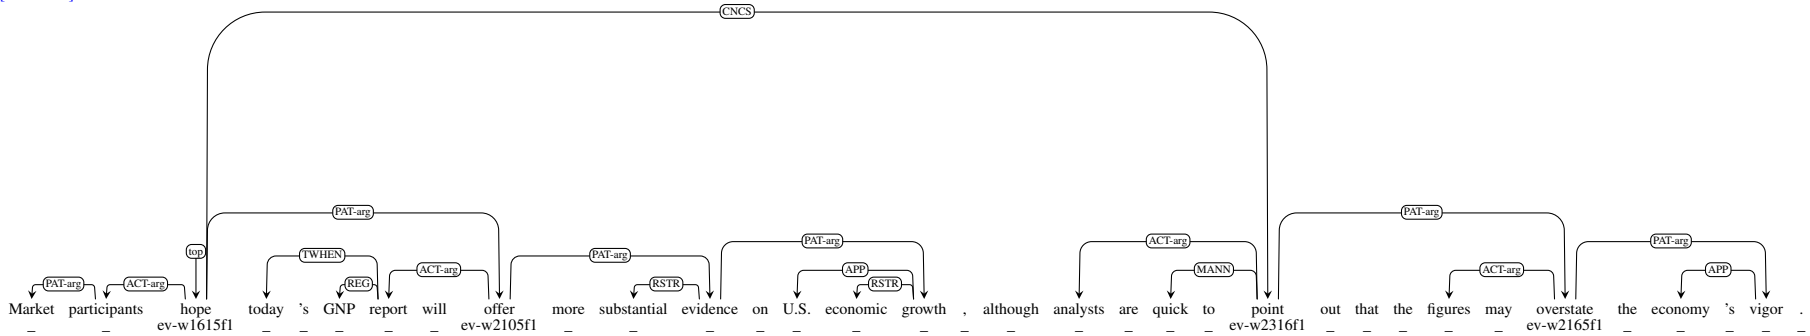 CNCS
PAT-arg PAT-arg
top PAT-arg ACT-arg PAT-arg
TWHEN PAT-arg
ACT-arg APP MANN ACT-arg
PAT-arg ACT-arg REG RSTR RSTR APP
Market participants hope today 's GNP report will offer more substantial evidence on U.S. economic growth , although analysts are quick to point out that the figures may overstate the economy 's vigor .
ev-w1615f1 ev-w2105f1 ev-w2316f1 ev-w2165f1
_ _ _ _ _ _ _ _ _ _ _ _ _ _ _ _ _ _ _ _ _ _ _ _ _ _ _ _ _ _ _ _ _